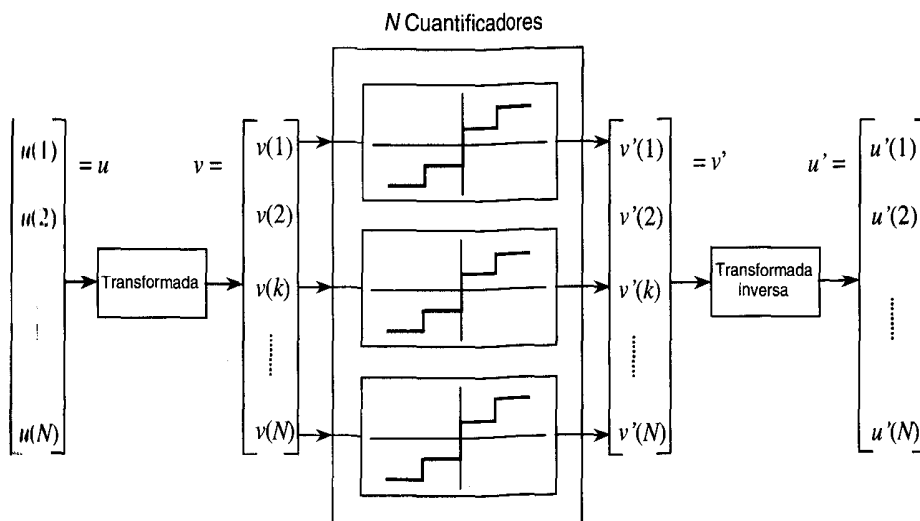 N Cuantificadores
u(1)
u(2)
u(N)
= u
Transformada
v =
v(1)
v(2)
v(k)
v(N)
v'(1)
v'(2)
v'(k)
v'(N)
= v'
Transformada
inversa
u' =
u'(1)
u'(2)
u'(N)